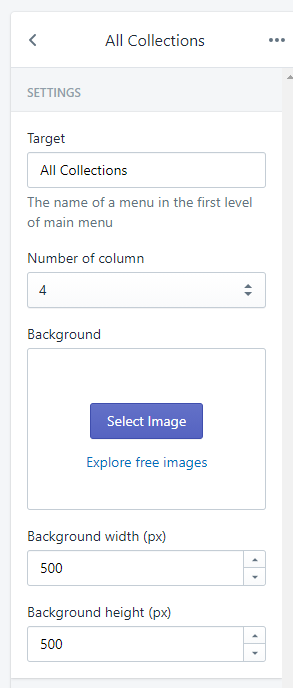 All Collections
SETTINGS
Target
All Collections
The name of a menu in the first level
of main menu
Number of column
4
Background
Select Image
Explore free images
Background width (px)
500
Background height (px)
500